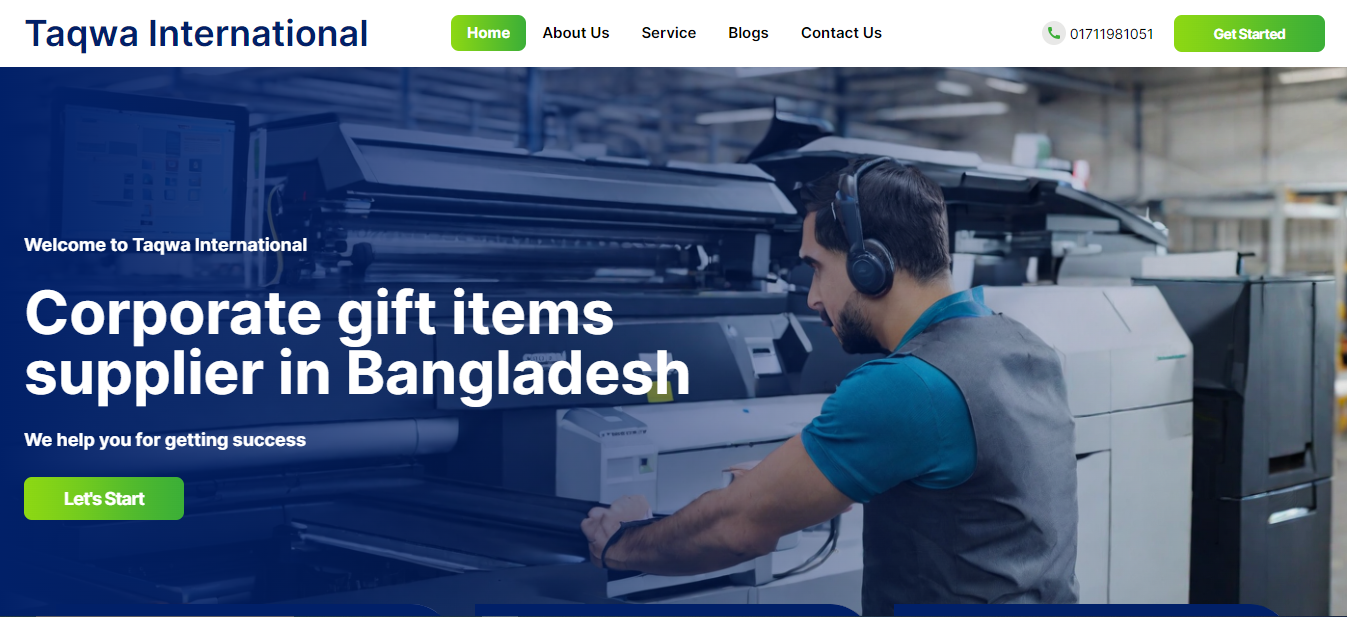 Taqwa International
Home About Us Service Blogs Contact Us
01711981051
Get Started
Welcome to Taqwa International
Corporate gift items
supplier in Bangladesh
We help you for getting success
Let's Start